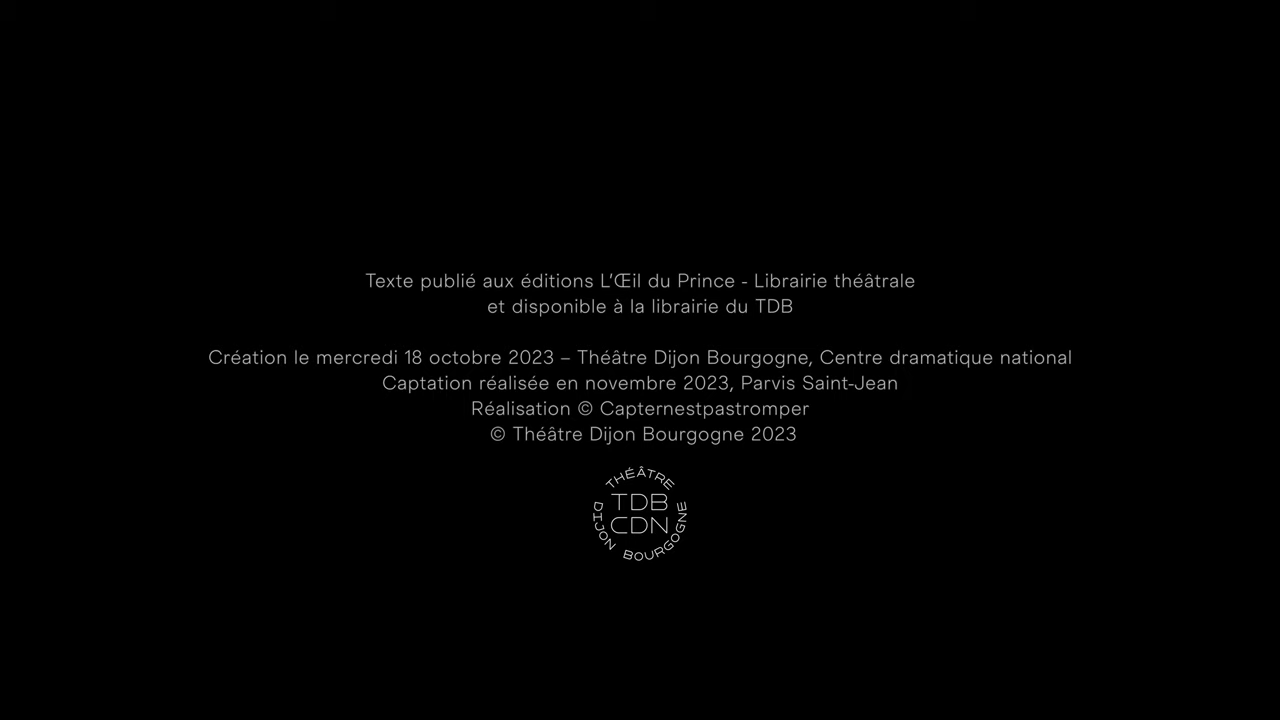 Texte publié aux éditions L’Œil du Prince - Librairie théâtrale
et disponible à la librairie du TDB
Création le mercredi 18 octobre 2023 – Théâtre Dijon Bourgogne, Centre dramatique national
Captation réalisée en novembre 2023, Parvis Saint-Jean
Réalisation © Capternestpastromper
© Théâtre Dijon Bourgogne 2023
THÉÂTRE
TDB
CDN
DIJON BOURGOGNE